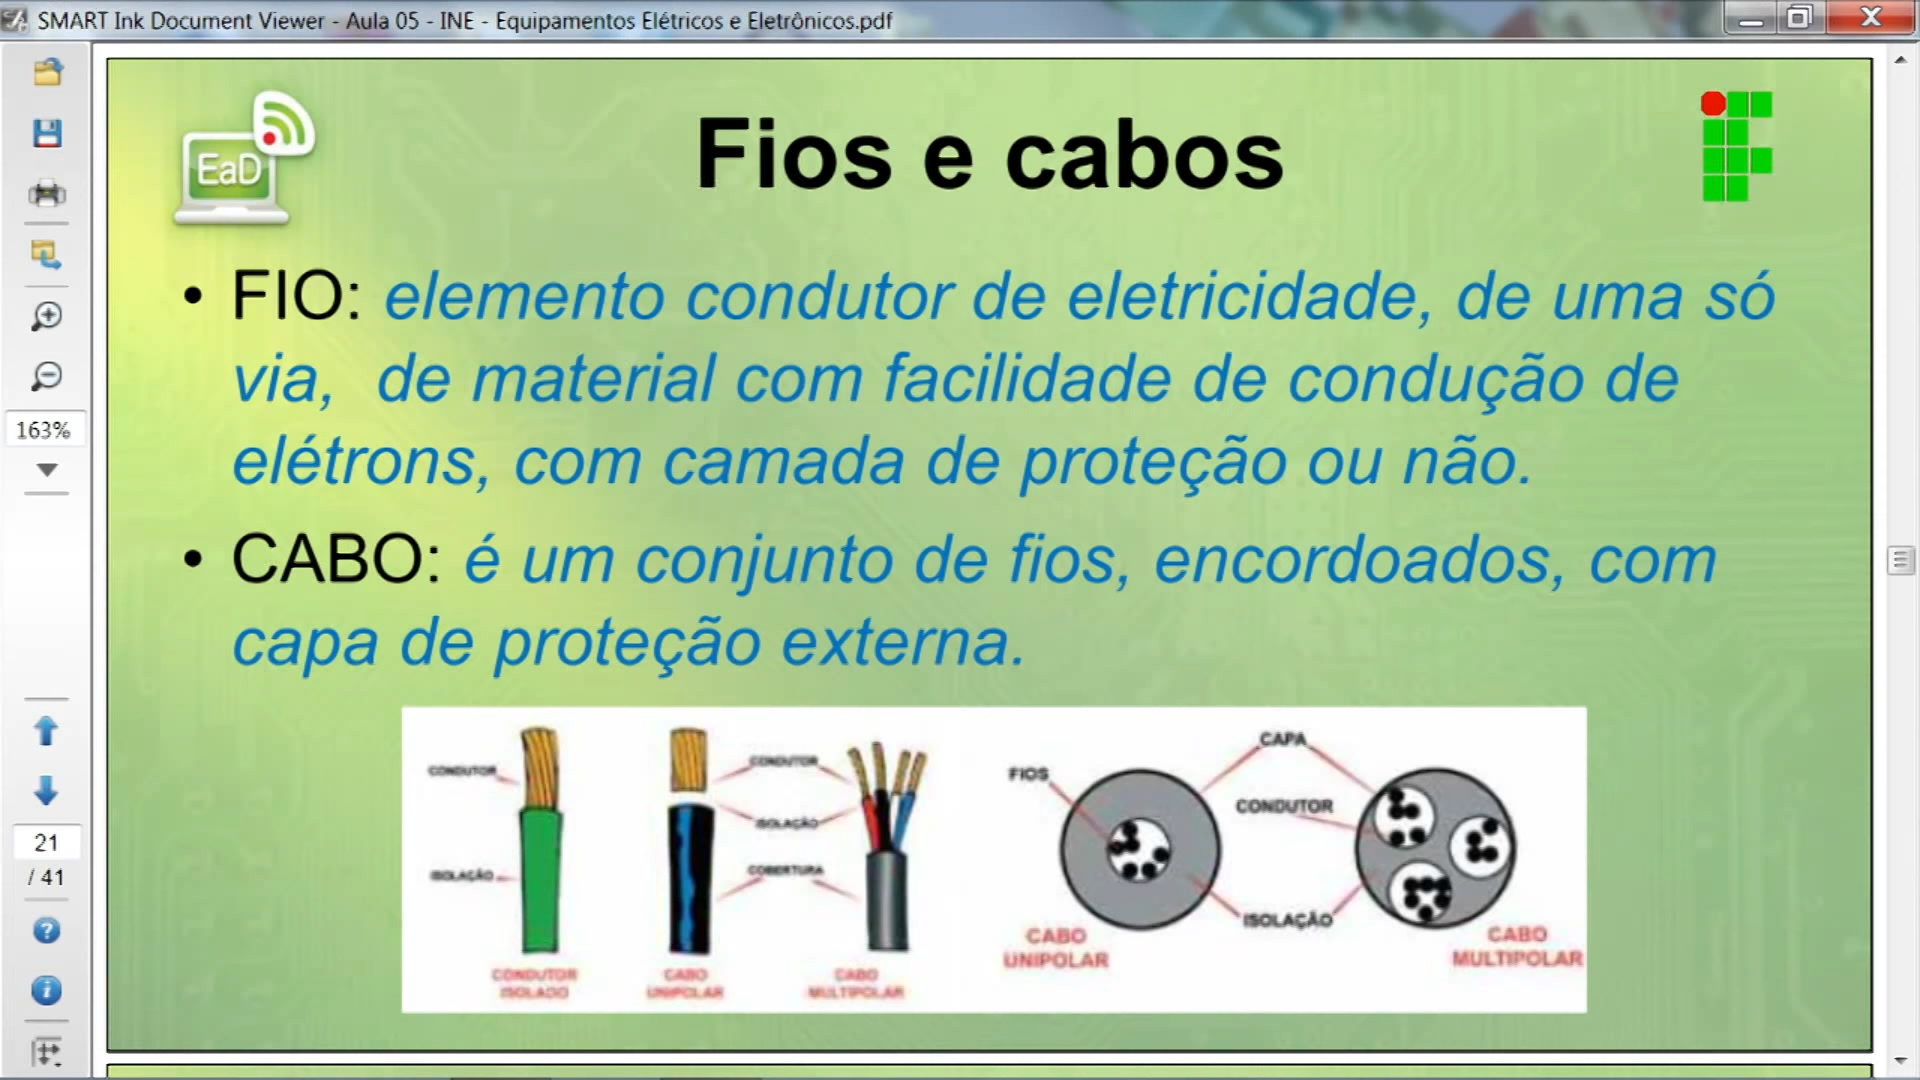 SMART Ink Document Viewer - Aula 05 - INE - Equipamentos Elétricos e Eletrônicos.pdf
EaD
Fios e cabos
• FIO: elemento condutor de eletricidade, de uma só
via, de material com facilidade de condução de
elétrons, com camada de proteção ou não.
• CABO: é um conjunto de fios, encordoados, com
capa de proteção externa.
163%
21
/ 41
CONDUTOR
ISOLAÇÃO
CONDUTOR
ISOLADO
CONDUTOR
ISOLAÇÃO
COBERTURA
CABO
UNIPOLAR
CABO
MULTIPOLAR
FIOS
CAPA
CONDUTOR
ISOLAÇÃO
CABO
UNIPOLAR
CABO
MULTIPOLAR